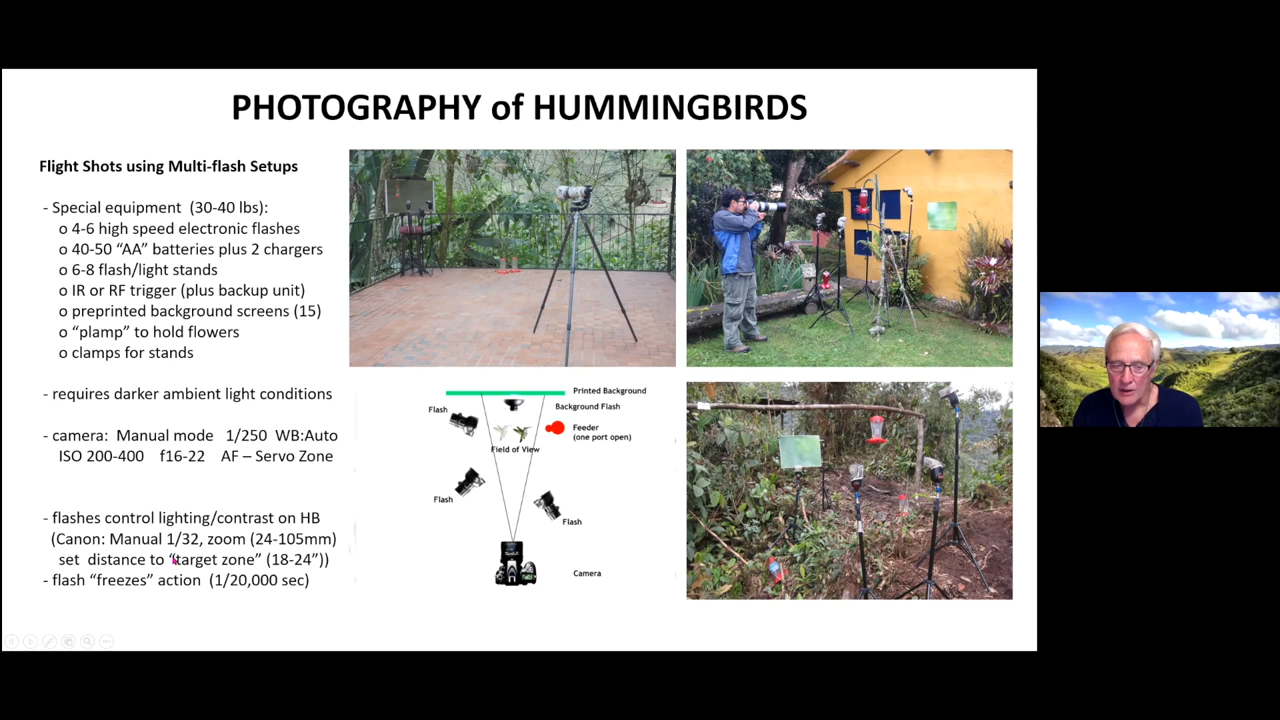 PHOTOGRAPHY of HUMMINGBIRDS
Flight Shots using Multi-flash Setups
- Special equipment (30-40 lbs):
o 4-6 high speed electronic flashes
o 40-50 “AA” batteries plus 2 chargers
o 6-8 flash/light stands
o IR or RF trigger (plus backup unit)
o preprinted background screens (15)
o “plamp” to hold flowers
o clamps for stands
- requires darker ambient light conditions
- camera: Manual mode 1/250 WB:Auto
ISO 200-400 f16-22 AF – Servo Zone
- flashes control lighting/contrast on HB
(Canon: Manual 1/32, zoom (24-105mm)
set distance to “target zone” (18-24”))
- flash “freezes” action (1/20,000 sec)
Printed Background
Background Flash
Flash
Feeder
(one port open)
Field of View
Flash
Flash
Camera